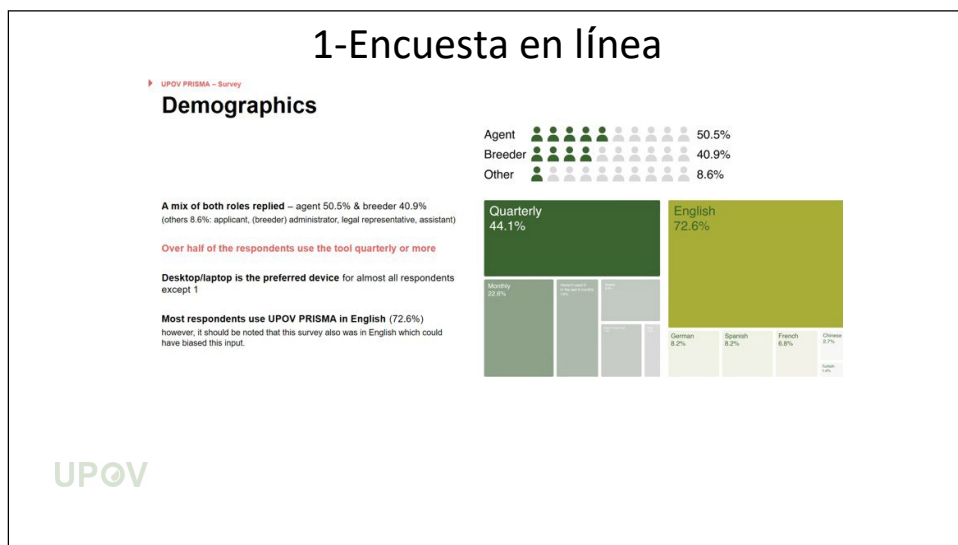 1-Encuesta en línea
UPOV PRISMA – Survey
Demographics
Agent 50.5%
Breeder 40.9%
Other 8.6%
A mix of both roles replied – agent 50.5% & breeder 40.9%
(others 8.6%: applicant, (breeder) administrator, legal representative, assistant)
Over half of the respondents use the tool quarterly or more
Desktop/laptop is the preferred device for almost all respondents
except 1
Most respondents use UPOV PRISMA in English (72.6%)
however, it should be noted that this survey also was in English which could
have biased this input.
Quarterly
44.1%
Monthly
22.6%
English
72.6%
German
8.2%
Spanish
8.2%
French
6.8%
Chinese
2.7%
Turkish
UPOV